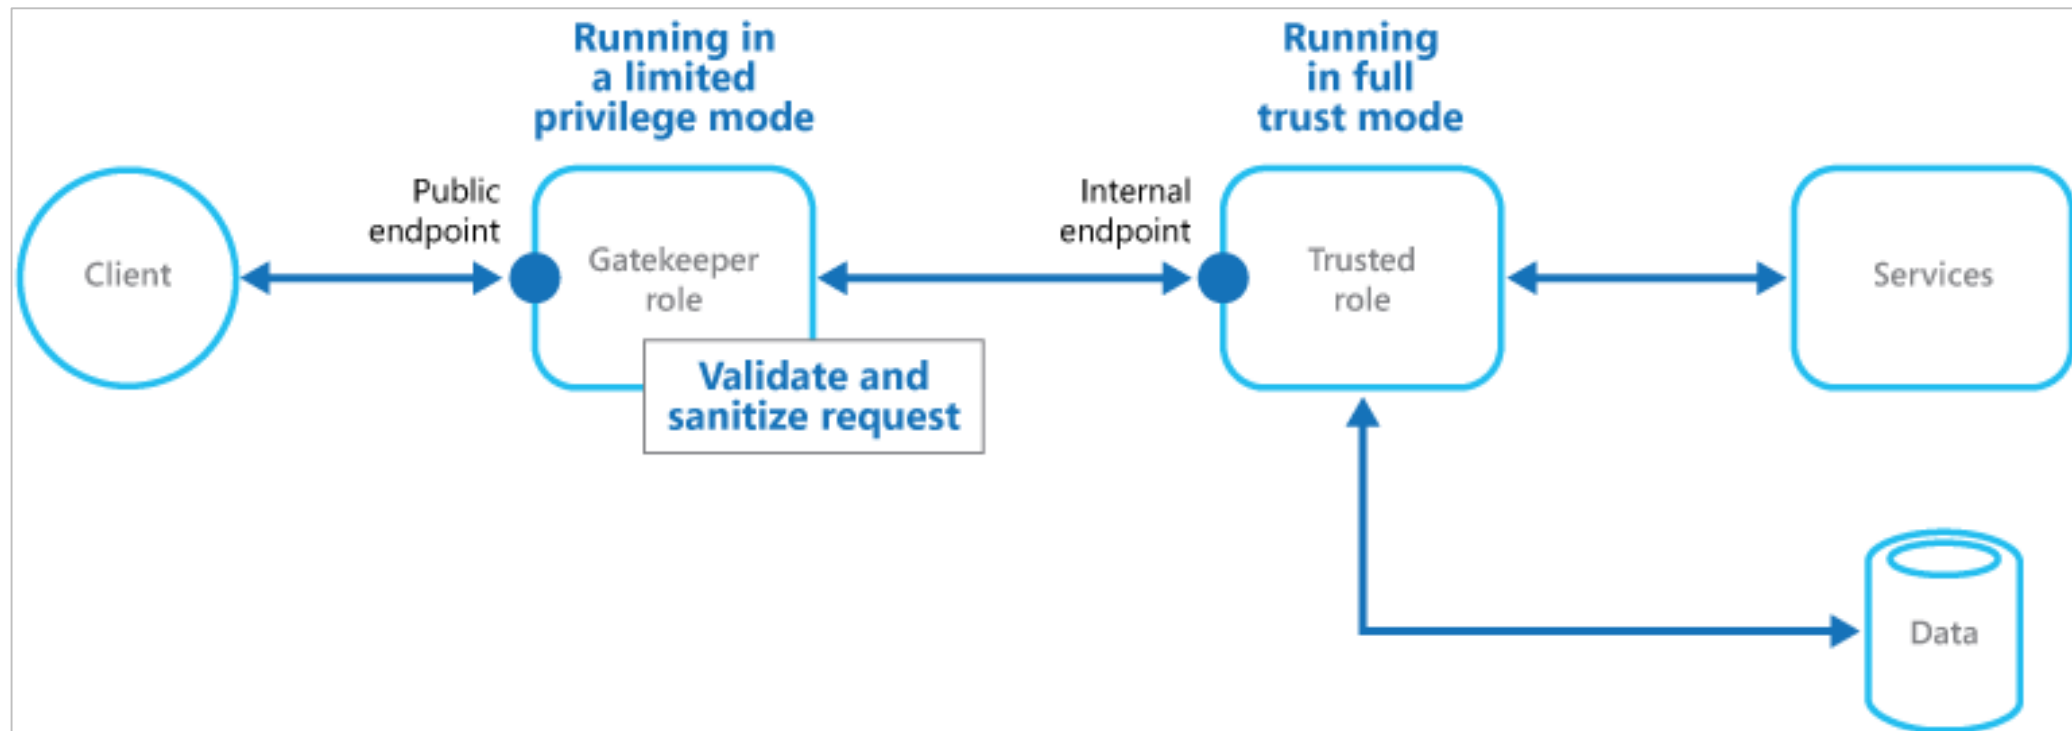 Running in
a limited
privilege mode
Running
in full
trust mode
Public
endpoint
Internal
endpoint
Client
Gatekeeper
role
Trusted
role
Services
Validate and
sanitize request
Data